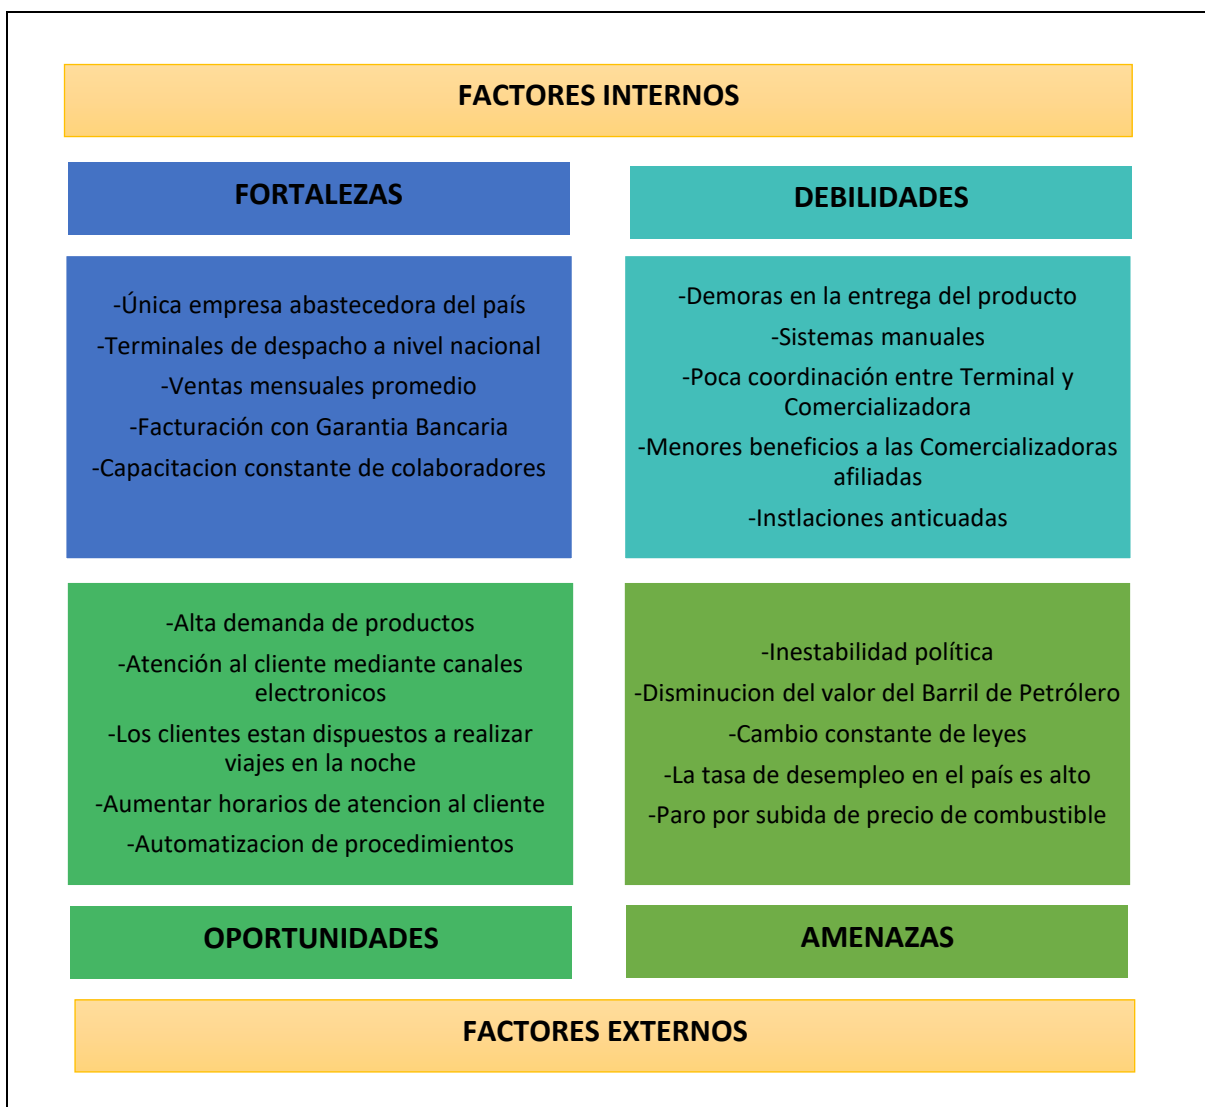 FACTORES INTERNOS
FORTALEZAS
-Única empresa abastecedora del país
-Terminales de despacho a nivel nacional
-Ventas mensuales promedio
-Facturación con Garantia Bancaria
-Capacitacion constante de colaboradores
DEBILIDADES
-Demoras en la entrega del producto
-Sistemas manuales
-Poca coordinación entre Terminal y
Comercializadora
-Menores beneficios a las Comercializadoras
afiliadas
-Instlaciones anticuadas
-Alta demanda de productos
-Atención al cliente mediante canales
electronicos
-Los clientes estan dispuestos a realizar
viajes en la noche
-Aumentar horarios de atencion al cliente
-Automatizacion de procedimientos
OPORTUNIDADES
-Inestabilidad política
-Disminucion del valor del Barril de Petrólero
-Cambio constante de leyes
-La tasa de desempleo en el país es alto
-Paro por subida de precio de combustible
AMENAZAS
FACTORES EXTERNOS